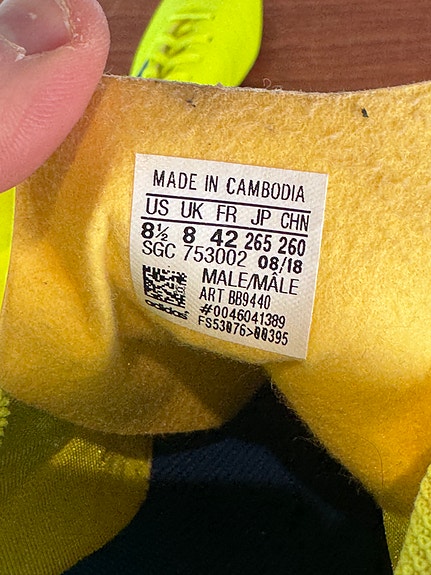 MADE IN CAMBODIA
US UK FR JP CHN
8½ 8 42 265 260
SGC 753002 08/18
MALE/MÂLE
ART BB9440
#0046041389
FS53076>00395
adidas